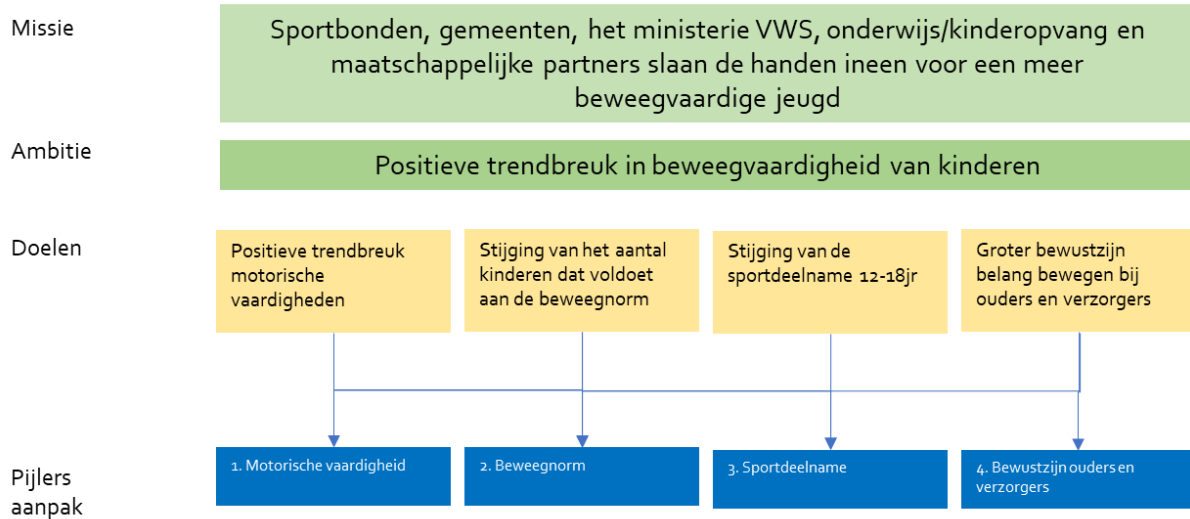 Missie
Sportbonden, gemeenten, het ministerie VWS, onderwijs/kinderopvang en
maatschappelijke partners slaan de handen ineen voor een meer
beweegvaardige jeugd
Ambitie
Positieve trendbreuk in beweegvaardigheid van kinderen
Doelen
Positieve trendbreuk
motorische
vaardigheden
Stijging van het aantal
kinderen dat voldoet
aan de beweegnorm
Stijging van de
sportdeelname 12-18jr
Groter bewustzijn
belang bewegen bij
ouders en verzorgers
Pijlers
aanpak
1. Motorische vaardigheid
2. Beweegnorm
3. Sportdeelname
4. Bewustzijn ouders en
verzorgers